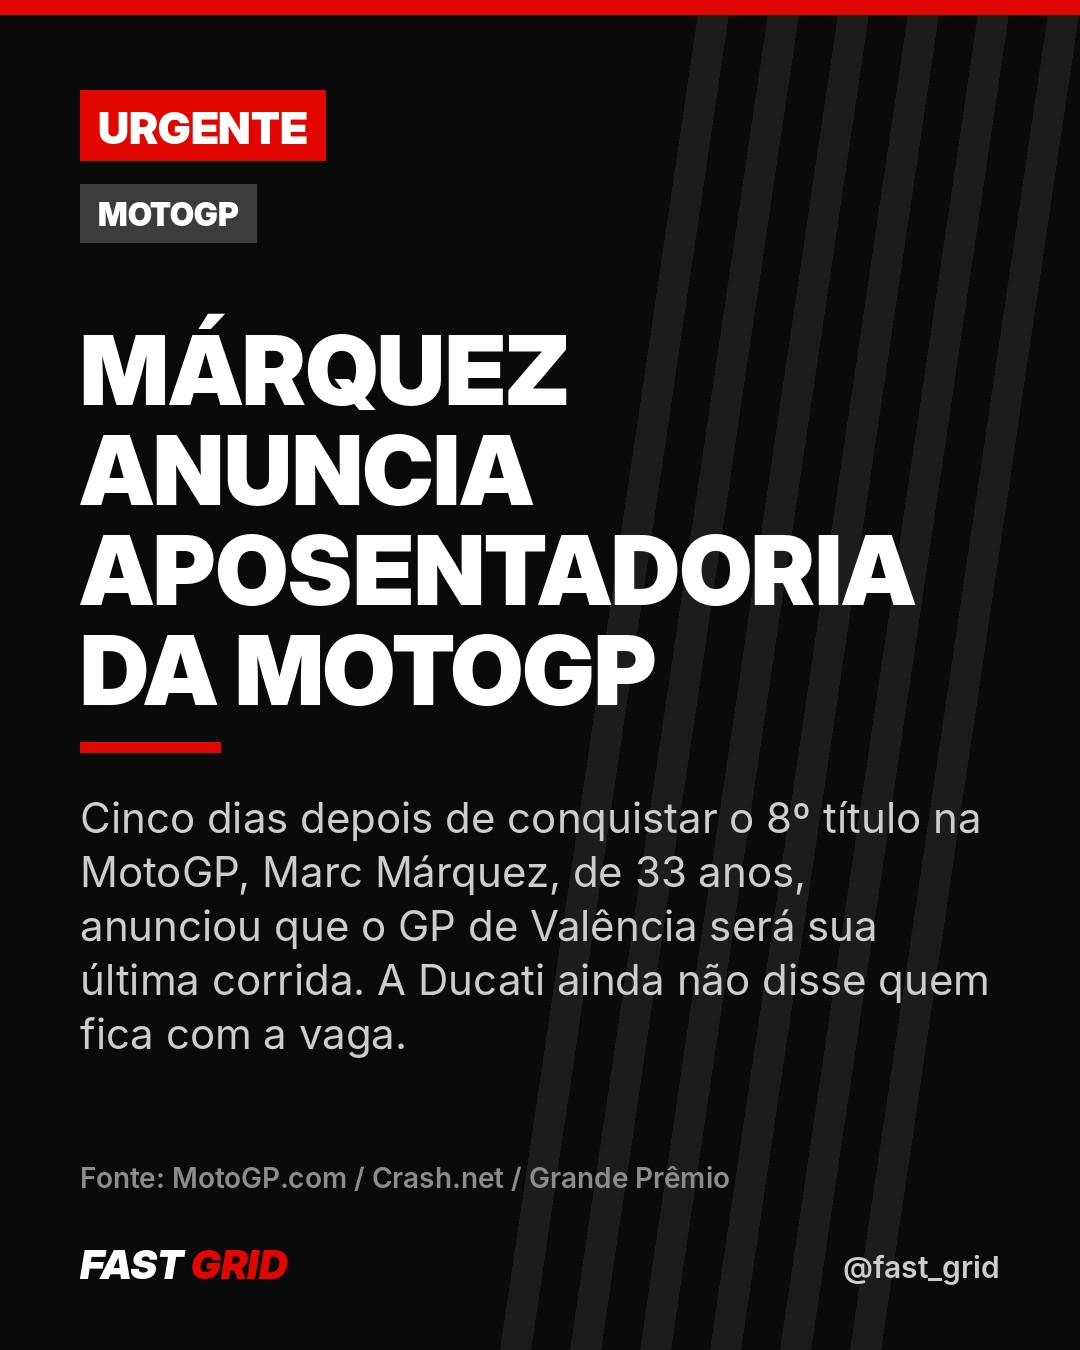 URGENTE
MOTOGP
MÁRQUEZ
ANUNCIA
APOSENTADORIA
DA MOTOGP
Cinco dias depois de conquistar o 8º título na
MotoGP, Marc Márquez, de 33 anos,
anunciou que o GP de Valência será sua
última corrida. A Ducati ainda não disse quem
fica com a vaga.
Fonte: MotoGP.com / Crash.net / Grande Prêmio
FAST GRID
@fast_grid